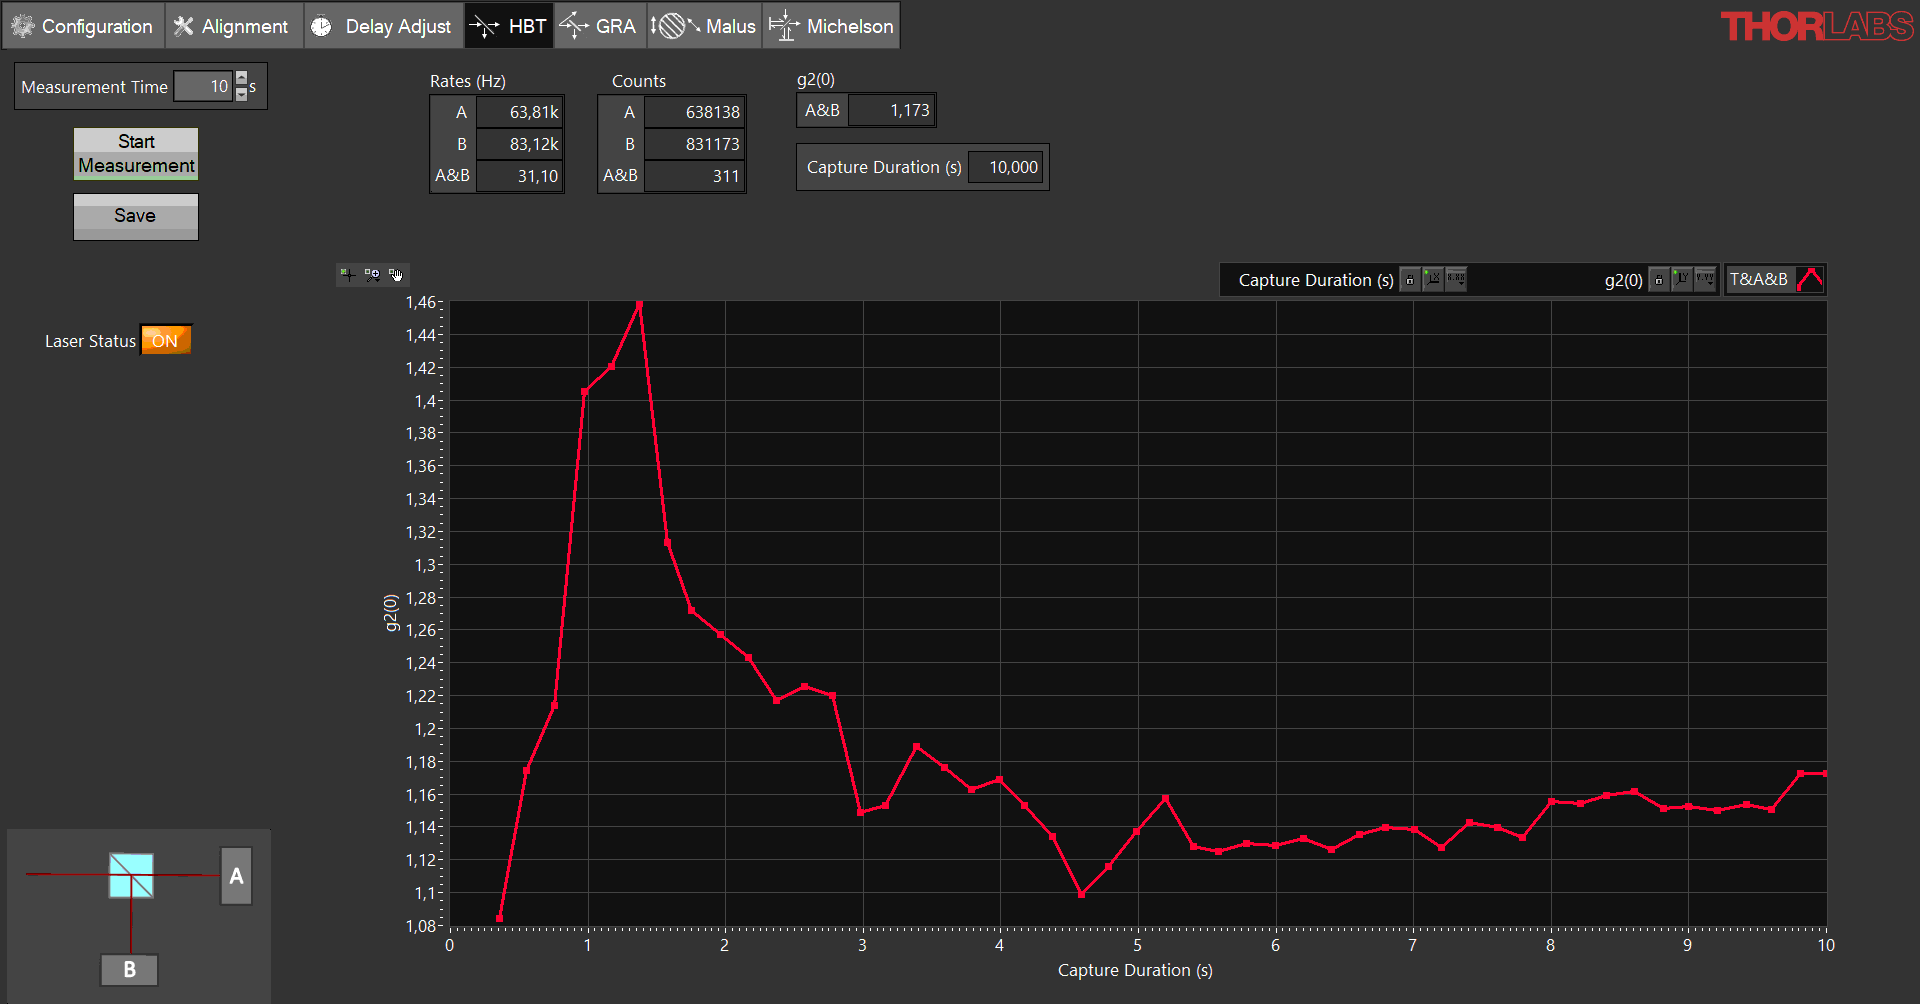 Configuration Alignment Delay Adjust HBT GRA Malus Michelson THORLABS
Measurement Time 10 s
Start
Measurement
Save
Laser Status ON
Rates (Hz)
A 63,81k
B 83,12k
A&B 31,10
Counts
A 638138
B 831173
A&B 311
g2(0)
A&B 1,173
Capture Duration (s) 10,000
Capture Duration (s) g2(0) T&A&B
1,46
1,44
1,42
1,4
1,38
1,36
1,34
1,32
1,3
1,28
1,26
1,24
1,22
1,2
1,18
1,16
1,14
1,12
1,1
1,08
g2(0)
0 1 2 3 4 5 6 7 8 9 10
Capture Duration (s)
A
B